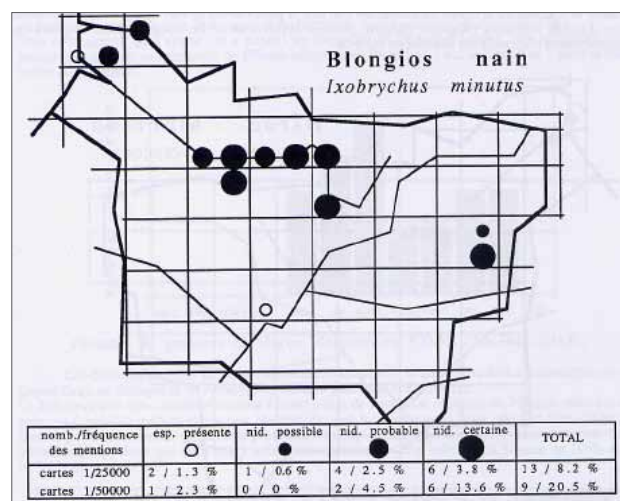 Blongios nain
Ixobrychus minutus
nomb./fréquence des mentions esp. présente nid. possible nid. probable nid. certaine TOTAL
cartes 1/25000 2 / 1.3 % 1 / 0.6 % 4 / 2.5 % 6 / 3.8 % 13 / 8.2 %
cartes 1/50000 1 / 2.3 % 0 / 0 % 2 / 4.5 % 6 / 13.6 % 9 / 20.5 %